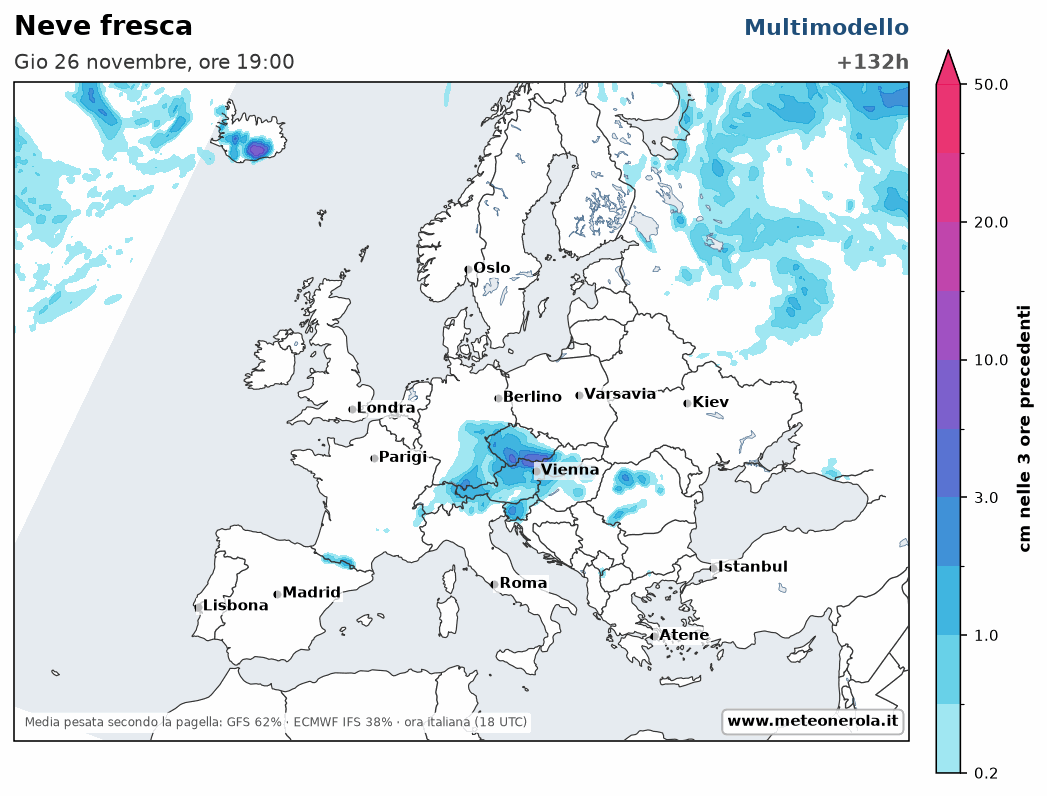 Neve fresca
Multimodello
Gio 26 novembre, ore 19:00
+132h
50.0
20.0
10.0
3.0
1.0
0.2
cm nelle 3 ore precedenti
Oslo
Berlino
Varsavia
Kiev
Londra
Parigi
Vienna
Istanbul
Roma
Madrid
Lisbona
Atene
Media pesata secondo la pagella: GFS 62% · ECMWF IFS 38% · ora italiana (18 UTC)
www.meteonerola.it